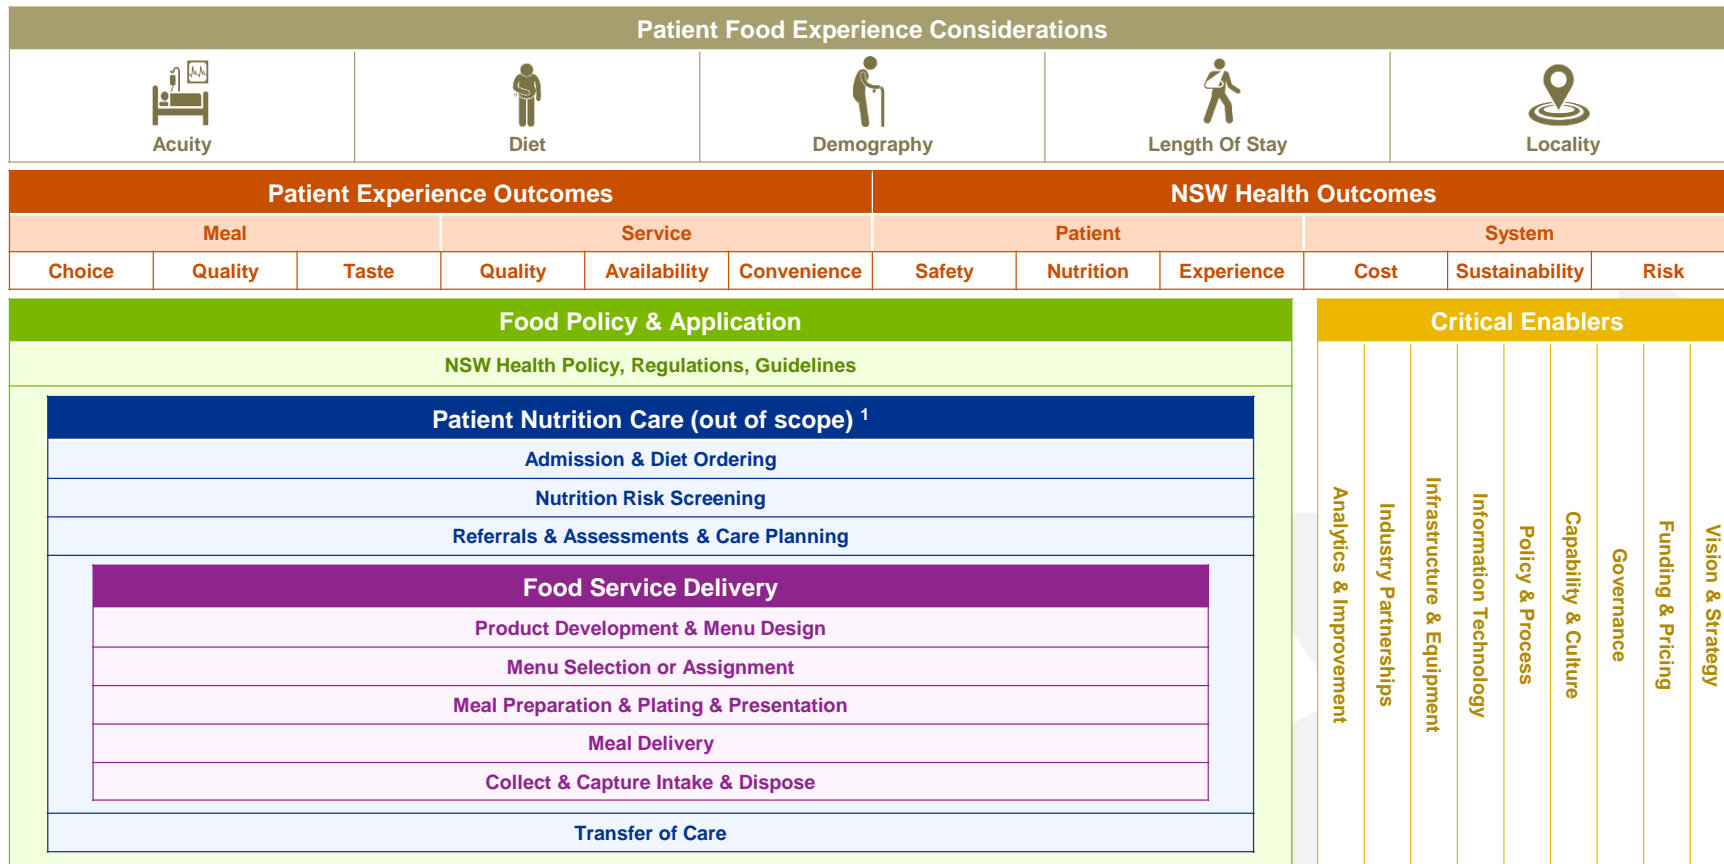 Patient Food Experience Considerations
Acuity
Diet
Demography
Length Of Stay
Locality
Patient Experience Outcomes
NSW Health Outcomes
Meal
Service
Patient
System
Choice
Quality
Taste
Quality
Availability
Convenience
Safety
Nutrition
Experience
Cost
Sustainability
Risk
Food Policy & Application
NSW Health Policy, Regulations, Guidelines
Patient Nutrition Care (out of scope) 1
Admission & Diet Ordering
Nutrition Risk Screening
Referrals & Assessments & Care Planning
Food Service Delivery
Product Development & Menu Design
Menu Selection or Assignment
Meal Preparation & Plating & Presentation
Meal Delivery
Collect & Capture Intake & Dispose
Transfer of Care
Critical Enablers
Analytics & Improvement
Industry Partnerships
Infrastructure & Equipment
Information Technology
Policy & Process
Capability & Culture
Governance
Funding & Pricing
Vision & Strategy